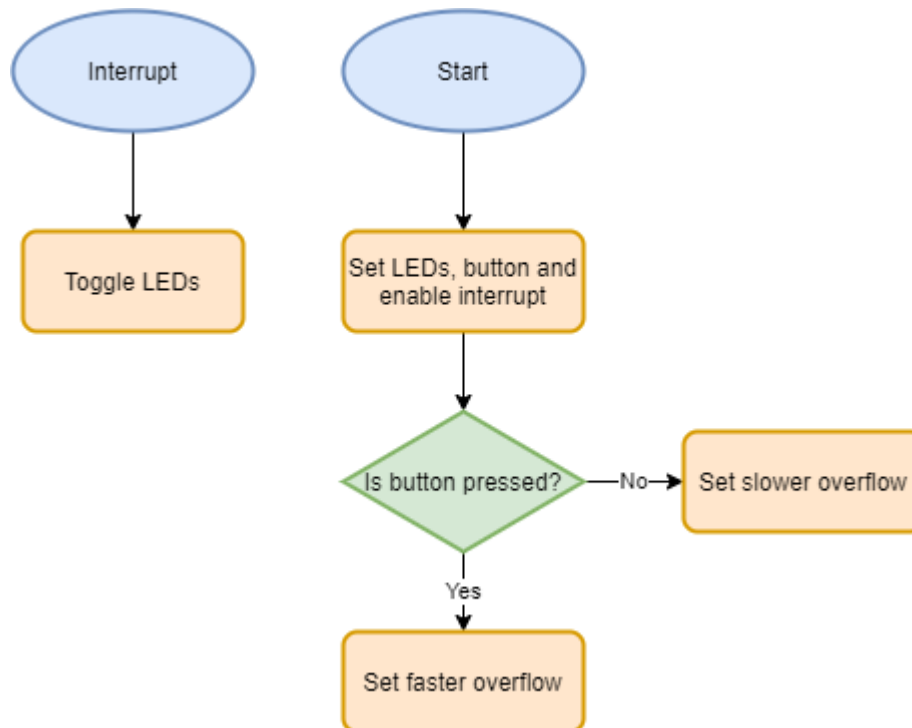 Interrupt
Start
Toggle LEDs
Set LEDs, button and
enable interrupt
Is button pressed?
No
Set slower overflow
Yes
Set faster overflow